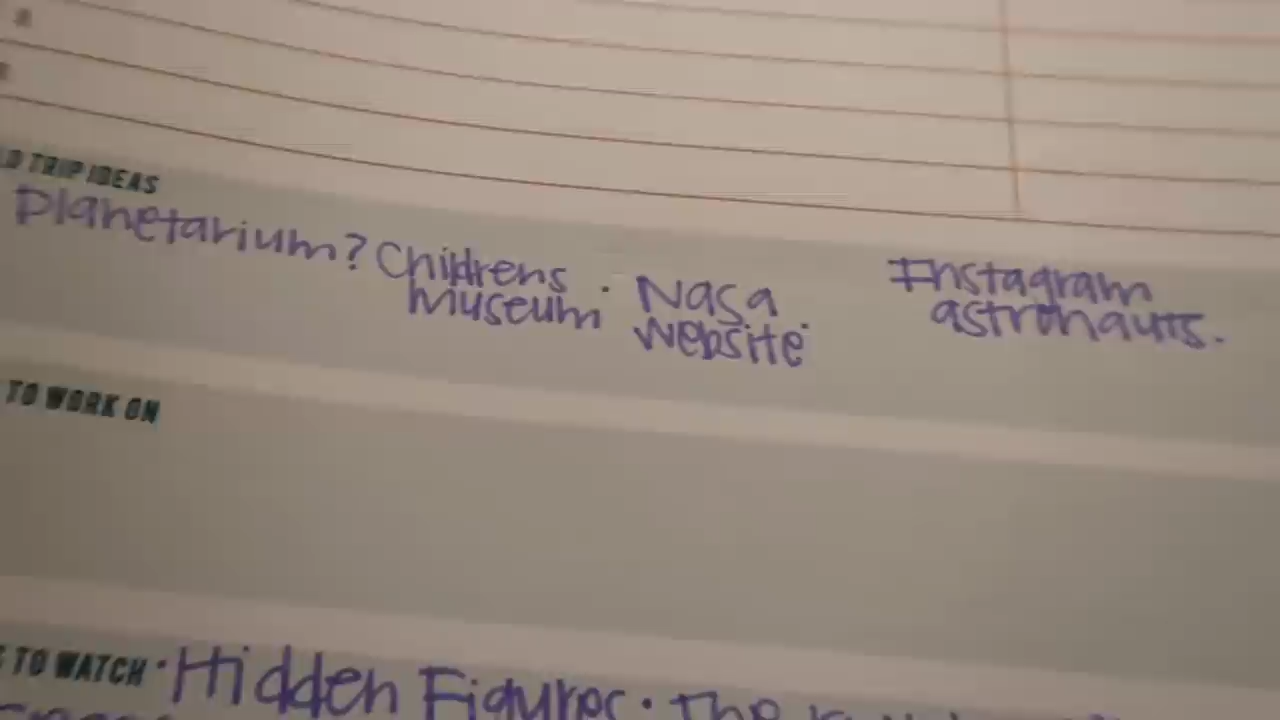 TRIP IDEAS
Planetarium? Childrens Museum · Nasa website Instagram astronauts.
TO WORK ON
TO WATCH · Hidden Figures · The